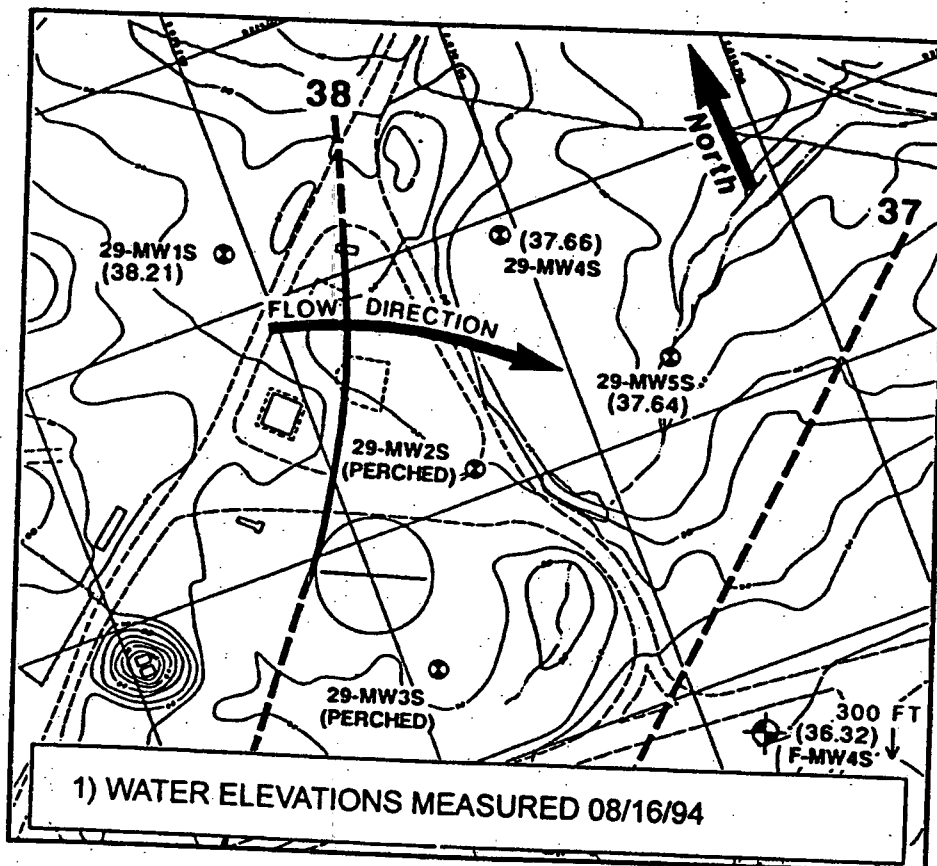 38
North
37
29-MW1S
(38.21)
(37.66)
29-MW4S
FLOW DIRECTION
29-MW5S
(37.64)
29-MW2S
(PERCHED)
29-MW3S
(PERCHED)
300 FT
(36.32)
F-MW4S
1) WATER ELEVATIONS MEASURED 08/16/94